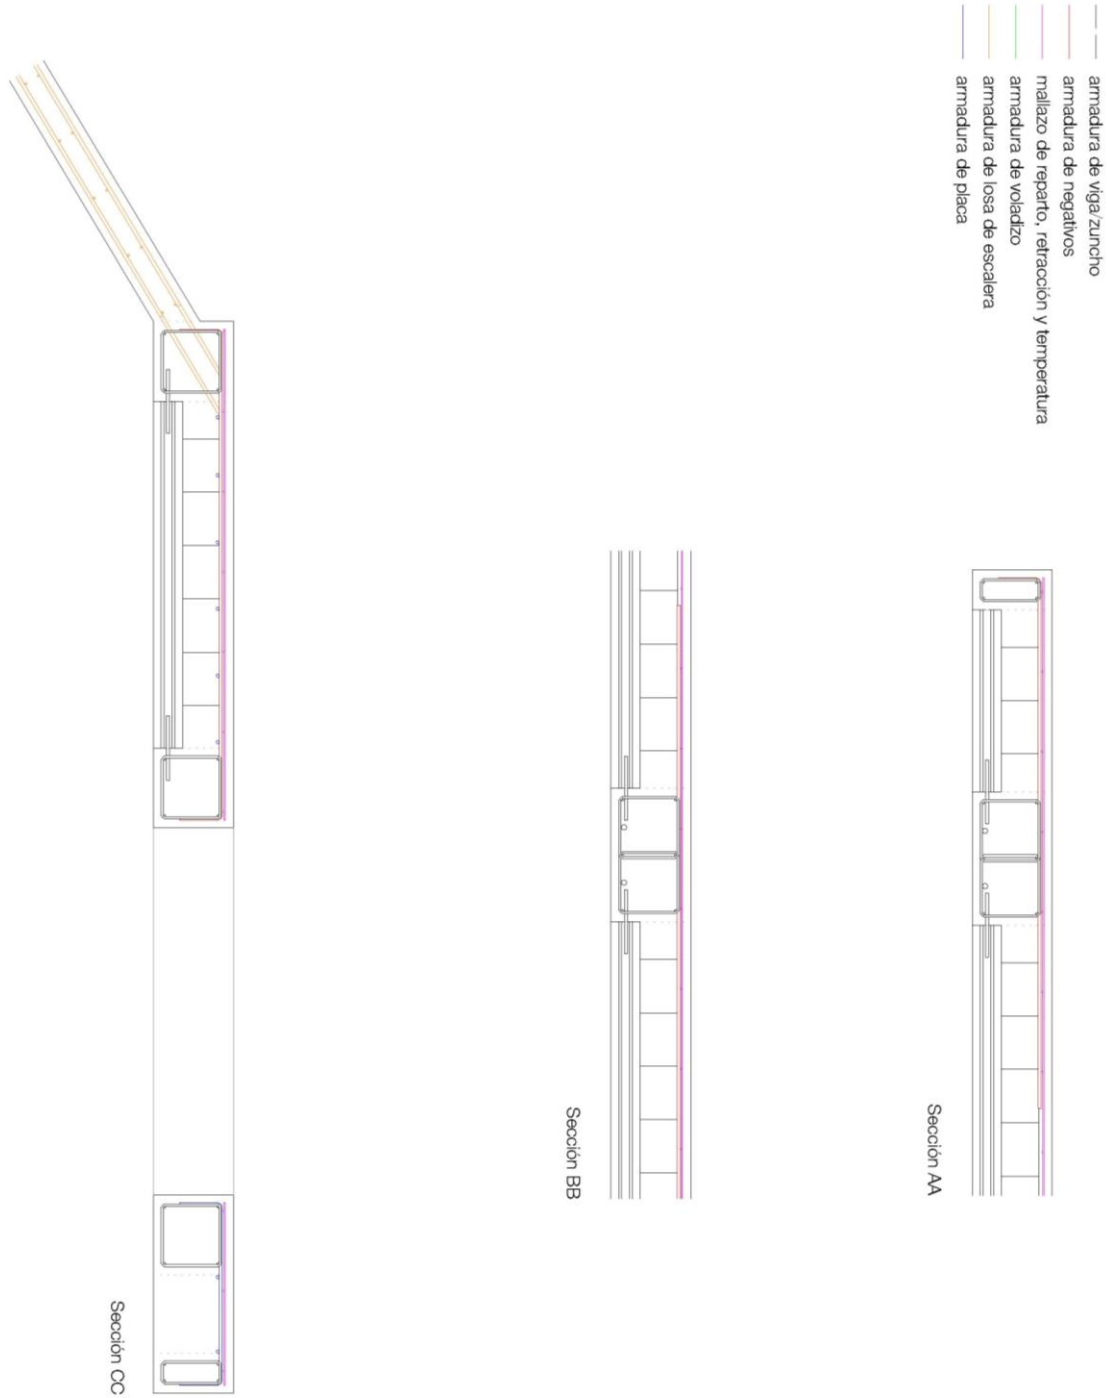 armadura de viga/zuncho
armadura de negativos
mallazo de reparto, retracción y temperatura
armadura de voladizo
armadura de losa de escalera
armadura de placa
Sección AA
Sección BB
Sección CC